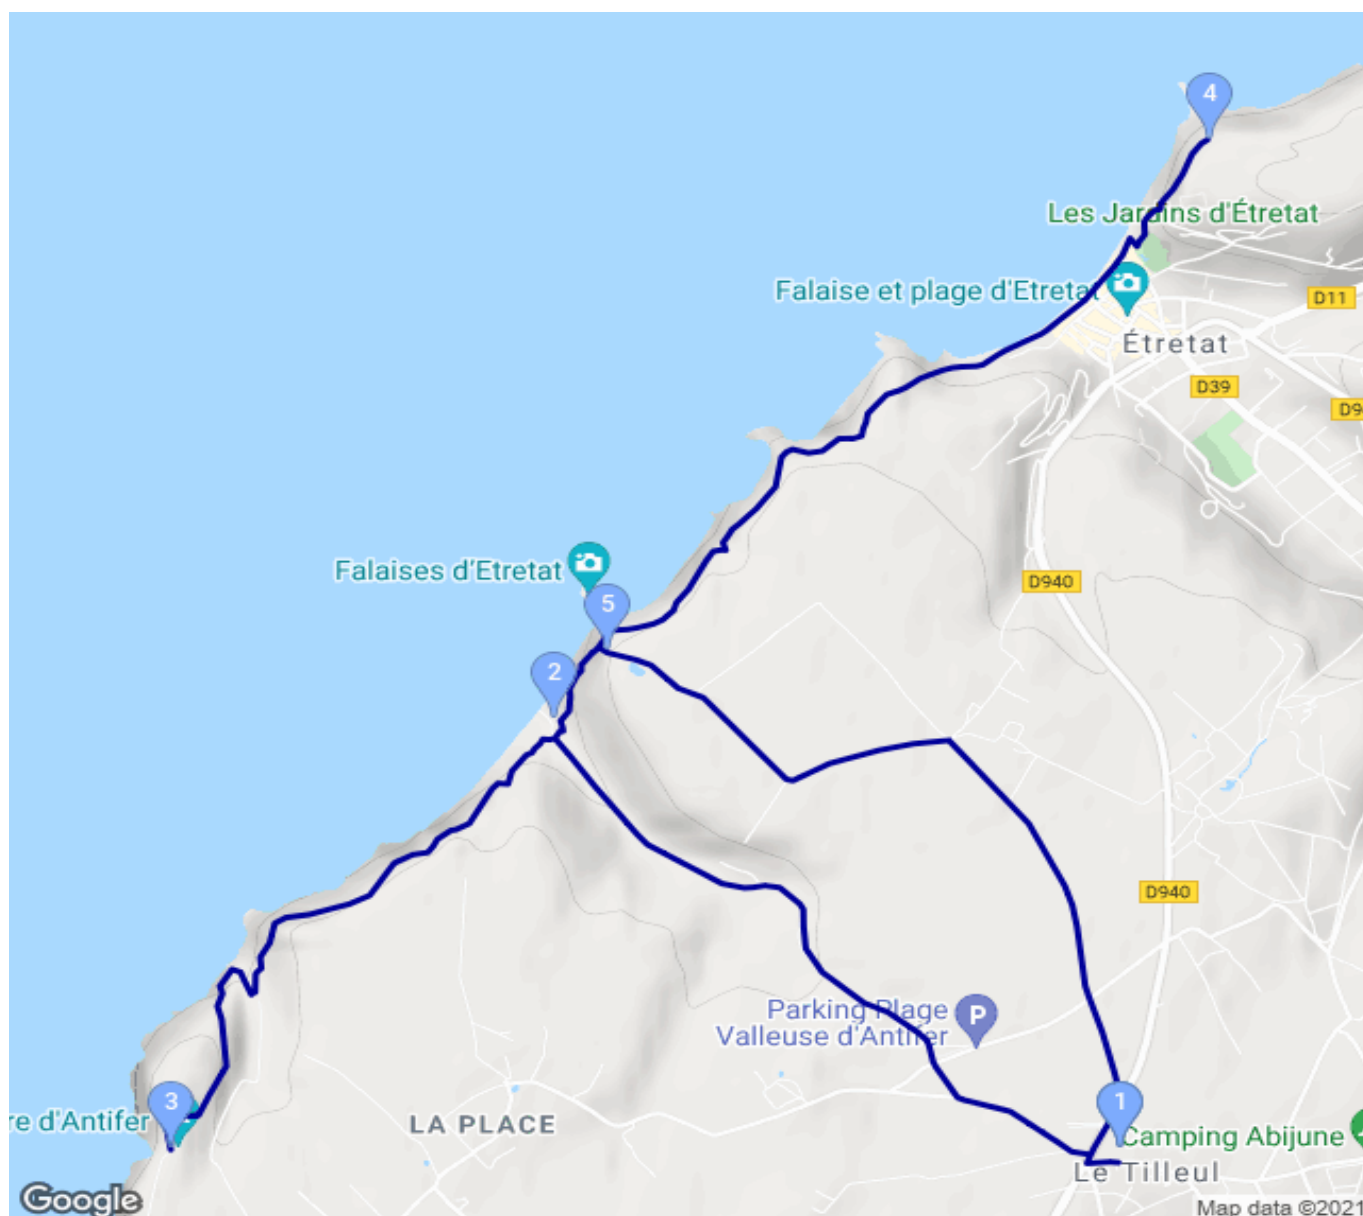 4
Les Jardins d'Étretat
Falaise et plage d'Etretat
D11
Étretat
D39
Falaises d'Etretat
D940
5
2
D940
Parking Plage
Valleuse d'Antifer
P
3
1
re d'Antifer
LA PLACE
Camping Abijune
Le Tilleul
Google
Map data ©2021